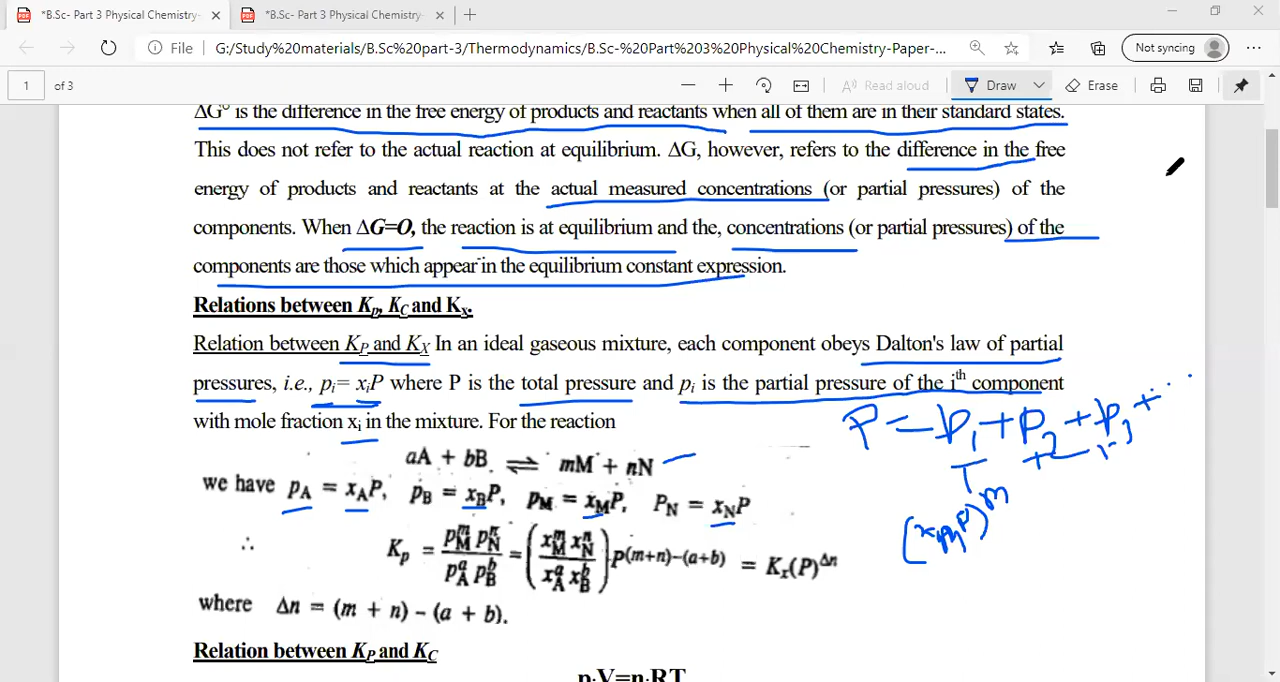 *B.Sc- Part 3 Physical Chemistry-
*B.Sc- Part 3 Physical Chemistry-
File G:/Study%20materials/B.Sc%20part-3/Thermodynamics/B.Sc-%20Part%203%20Physical%20Chemistry-Paper-...
Not syncing
1 of 3
Read aloud
Draw
Erase
ΔG° is the difference in the free energy of products and reactants when all of them are in their standard states.
This does not refer to the actual reaction at equilibrium. ΔG, however, refers to the difference in the free
energy of products and reactants at the actual measured concentrations (or partial pressures) of the
components. When ΔG=O, the reaction is at equilibrium and the, concentrations (or partial pressures) of the
components are those which appear in the equilibrium constant expression.
Relations between Kp, KC and Kx.
Relation between KP and KX In an ideal gaseous mixture, each component obeys Dalton's law of partial
pressures, i.e., pi= xiP where P is the total pressure and pi is the partial pressure of the ith component
with mole fraction xi in the mixture. For the reaction
P = p1 + p2 + p3 + ...
aA + bB ⇌ mM + nN
we have pA = xAP, pB = xBP, pM = xMP, PN = xNP
(xMP)^m
∴ Kp = pM^m pN^n / pA^a pB^b = (xM^m xN^n / xA^a xB^b) P^(m+n)−(a+b) = Kx(P)^Δn
where Δn = (m + n) − (a + b).
Relation between KP and KC
piV=niRT